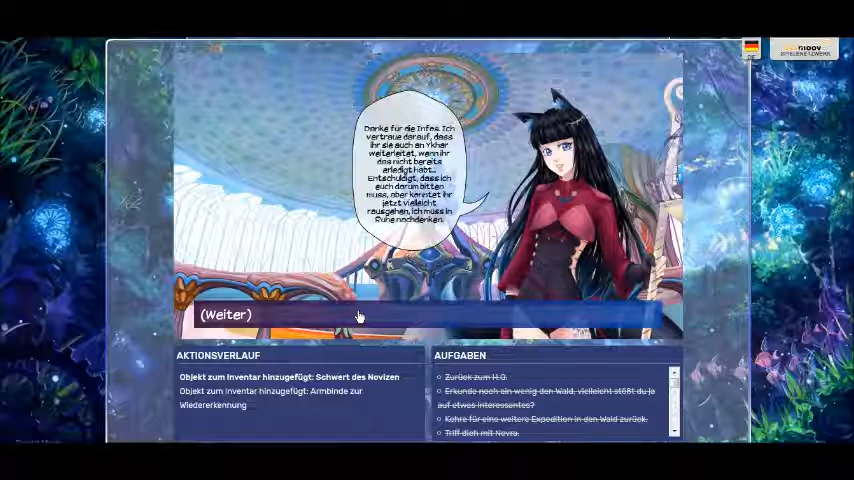 DE
SPIELENETZWERK
Danke für die Infos. Ich
vertraue darauf, dass
ihr sie auch an Ykhar
weiterleitet, wenn ihr
das nicht bereits
erledigt habt...
Entschuldigt, dass ich
euch darum bitten
muss, aber könntet ihr
jetzt vielleicht
rausgehen, ich muss in
Ruhe nachdenken.
(Weiter)
AKTIONSVERLAUF
Objekt zum Inventar hinzugefügt: Schwert des Novizen
Objekt zum Inventar hinzugefügt: Armbinde zur
Wiedererkennung
AUFGABEN
Zurück zum H.Q.
Erkunde noch ein wenig den Wald, vielleicht stößt du ja
auf etwas Interessantes?
Kehre für eine weitere Expedition in den Wald zurück.
Triff dich mit Nevra.